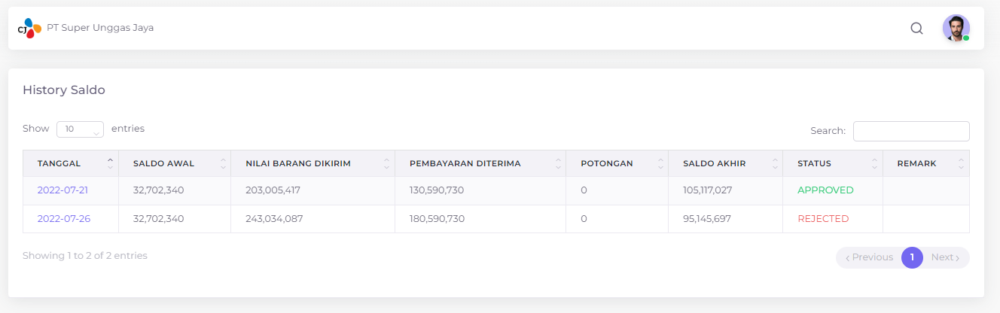 CJ PT Super Unggas Jaya
History Saldo
Show 10 entries Search:
TANGGAL SALDO AWAL NILAI BARANG DIKIRIM PEMBAYARAN DITERIMA POTONGAN SALDO AKHIR STATUS REMARK
2022-07-21 32,702,340 203,005,417 130,590,730 0 105,117,027 APPROVED
2022-07-26 32,702,340 243,034,087 180,590,730 0 95,145,697 REJECTED
Showing 1 to 2 of 2 entries ‹ Previous 1 Next ›